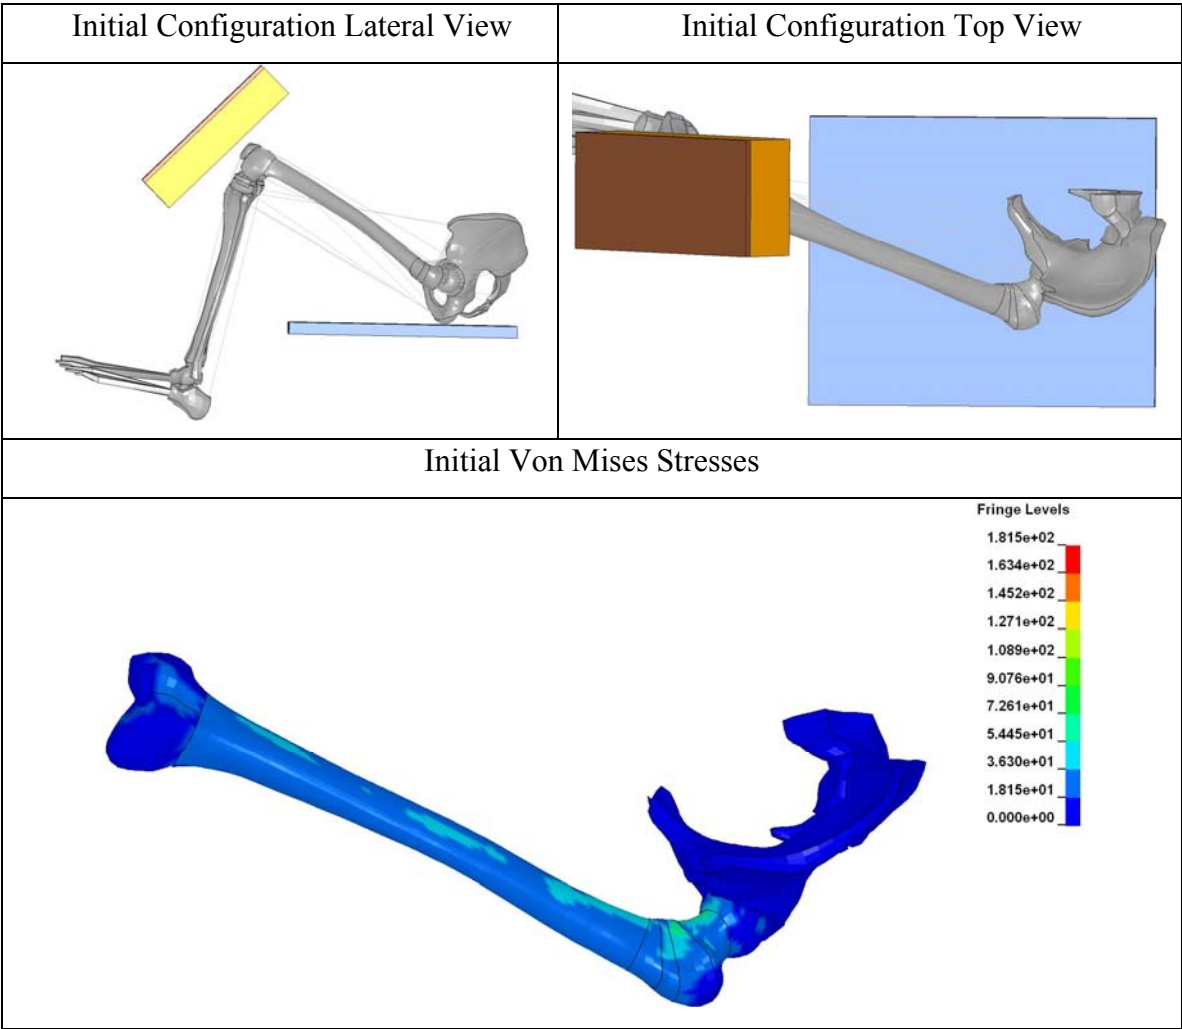 Initial Configuration Lateral View
Initial Configuration Top View
Initial Von Mises Stresses
Fringe Levels
1.815e+02
1.634e+02
1.452e+02
1.271e+02
1.089e+02
9.076e+01
7.261e+01
5.445e+01
3.630e+01
1.815e+01
0.000e+00